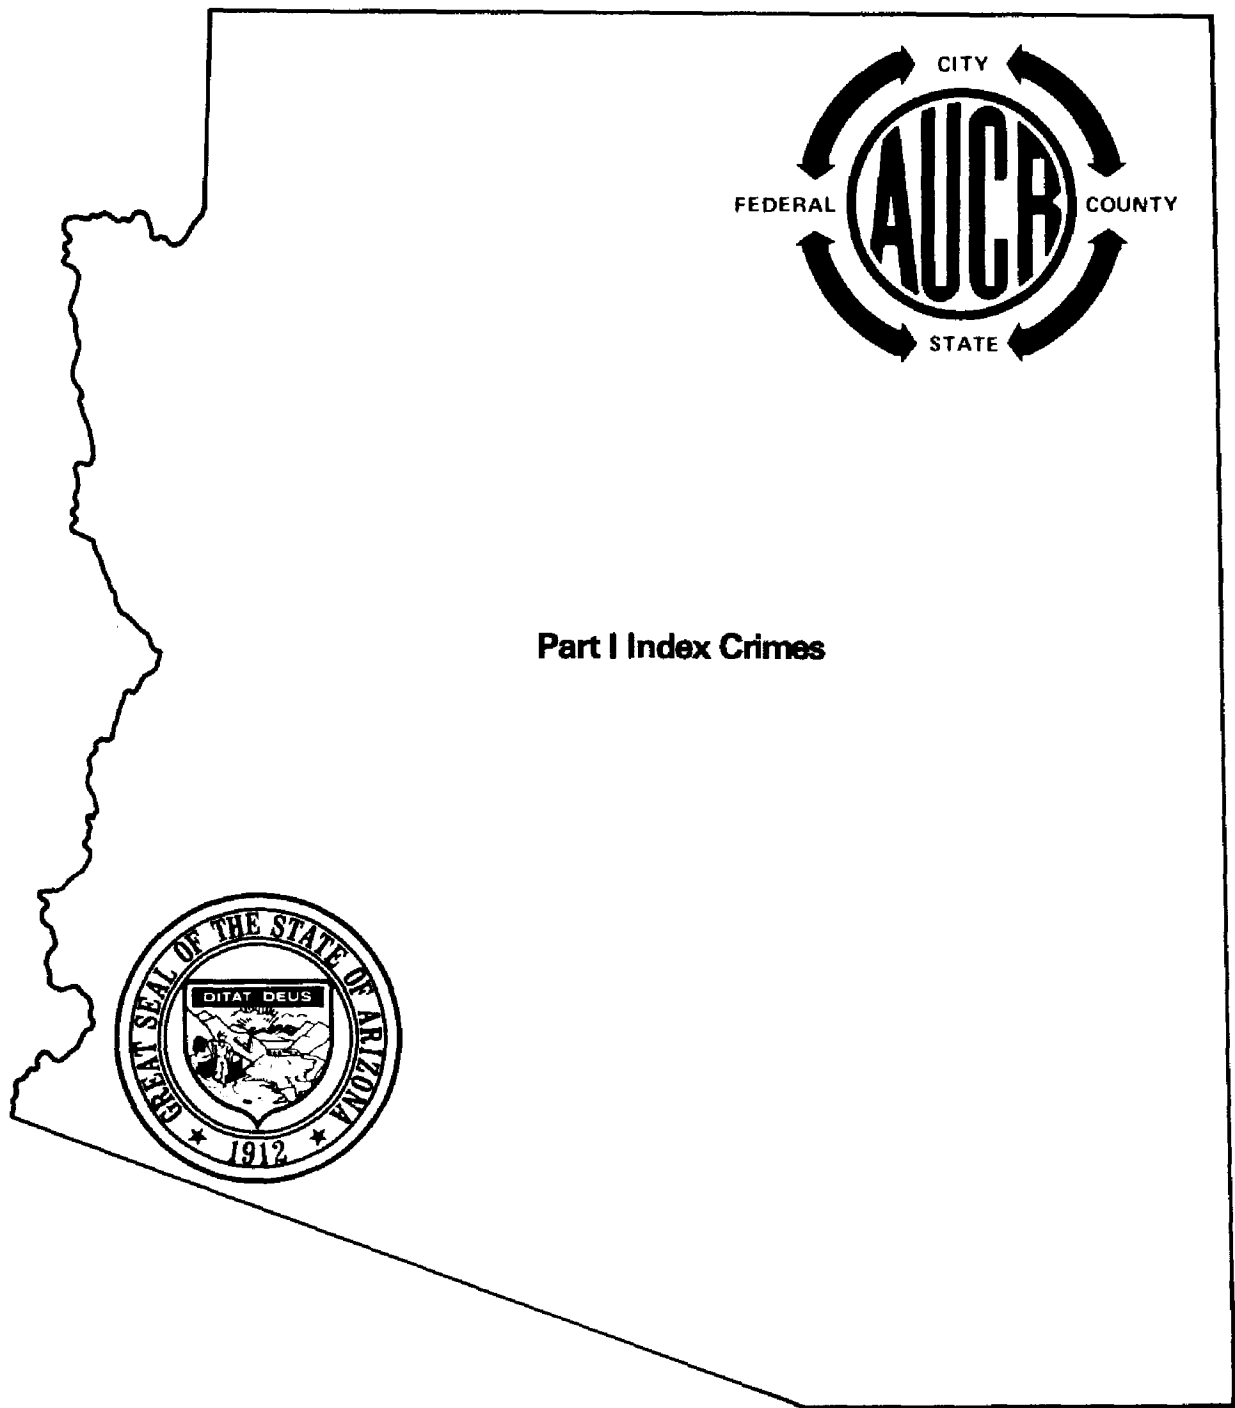 CITY
FEDERAL
AUCR
COUNTY
STATE
Part I Index Crimes
GREAT SEAL OF THE STATE OF ARIZONA
DITAT DEUS
1912